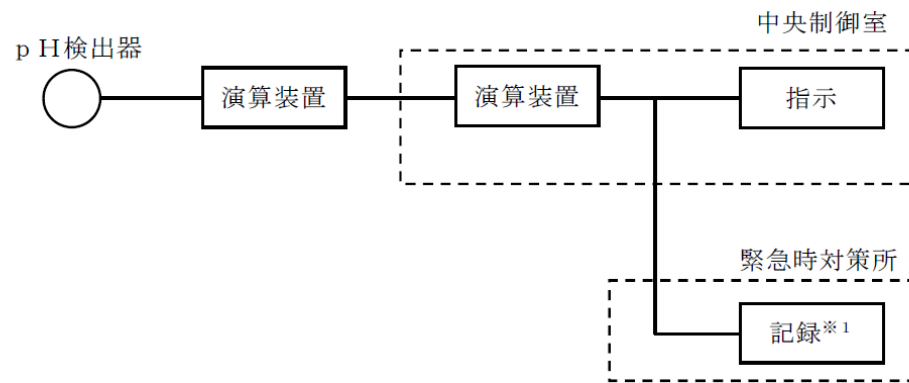 中央制御室
ｐＨ検出器
演算装置
演算装置
指示
緊急時対策所
記録※１